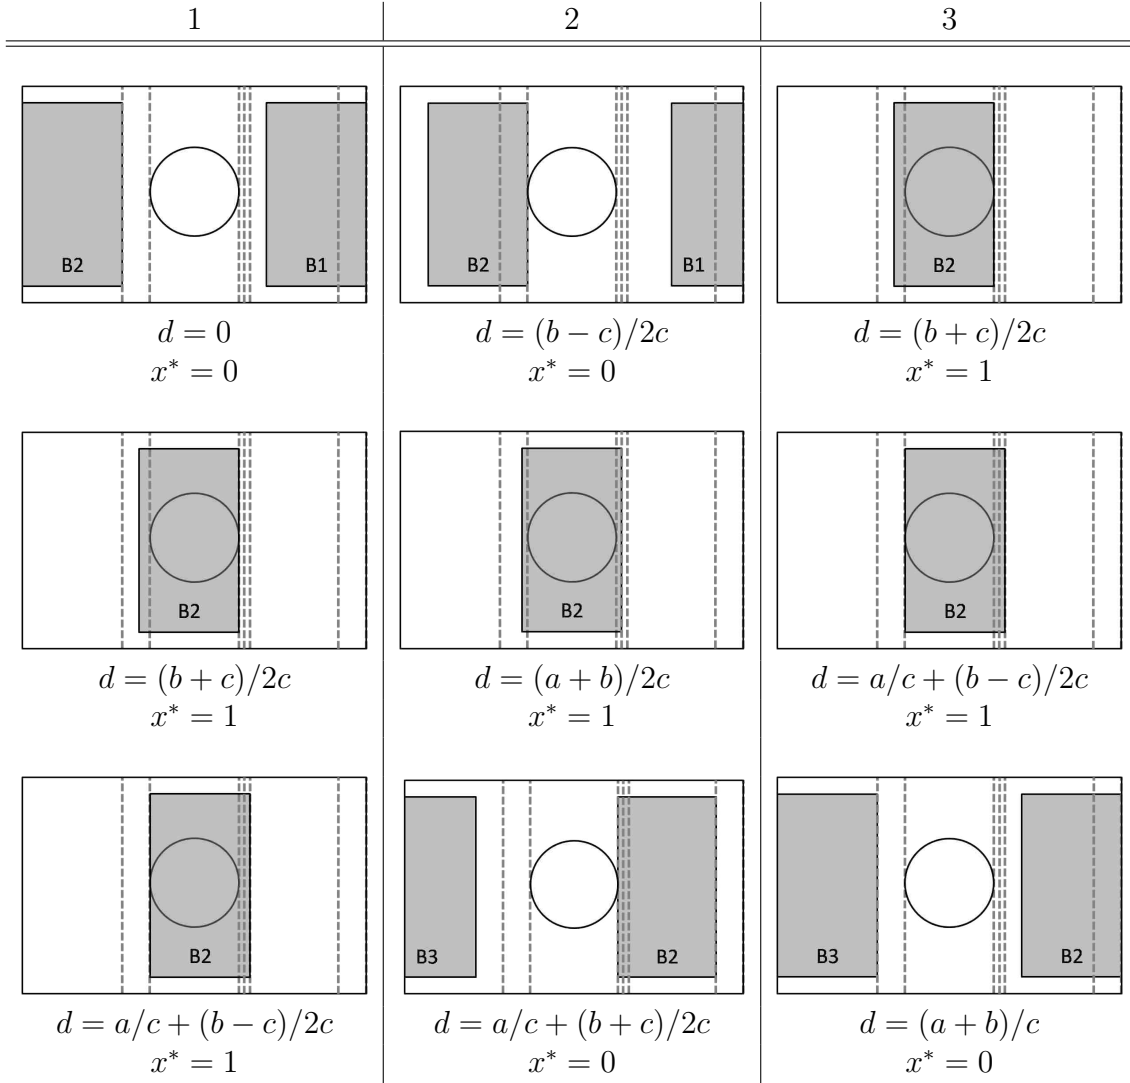 1 2 3
B2 B1 B2 B1 B2
d = 0 d = (b − c)/2c d = (b + c)/2c
x* = 0 x* = 0 x* = 1
B2 B2 B2
d = (b + c)/2c d = (a + b)/2c d = a/c + (b − c)/2c
x* = 1 x* = 1 x* = 1
B2 B3 B2 B3 B2
d = a/c + (b − c)/2c d = a/c + (b + c)/2c d = (a + b)/c
x* = 1 x* = 0 x* = 0